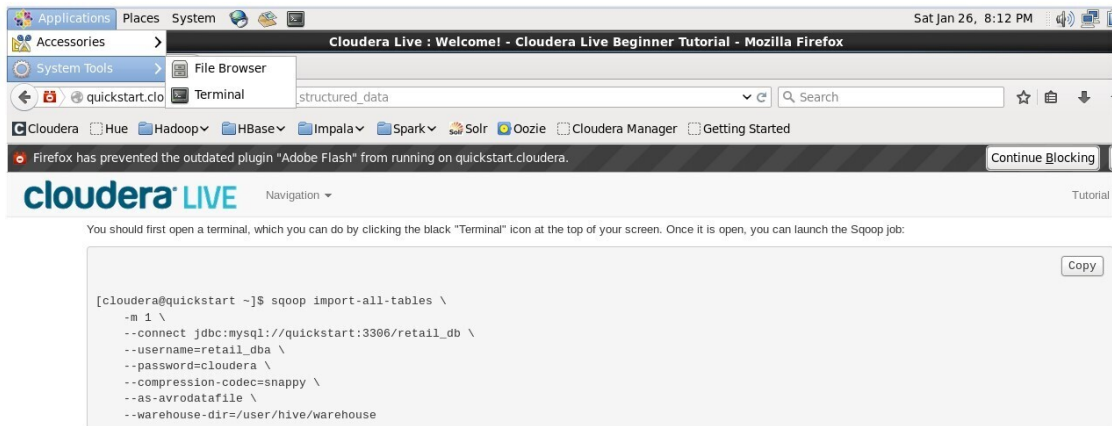 Applications Places System Sat Jan 26, 8:12 PM
Accessories
Cloudera Live : Welcome! - Cloudera Live Beginner Tutorial - Mozilla Firefox
System Tools
File Browser
Terminal
quickstart.clo _structured_data Search
Cloudera Hue Hadoop HBase Impala Spark Solr Oozie Cloudera Manager Getting Started
Firefox has prevented the outdated plugin "Adobe Flash" from running on quickstart.cloudera. Continue Blocking
cloudera LIVE Navigation Tutorial
You should first open a terminal, which you can do by clicking the black "Terminal" icon at the top of your screen. Once it is open, you can launch the Sqoop job:
Copy
[cloudera@quickstart ~]$ sqoop import-all-tables \
-m 1 \
--connect jdbc:mysql://quickstart:3306/retail_db \
--username=retail_dba \
--password=cloudera \
--compression-codec=snappy \
--as-avrodatafile \
--warehouse-dir=/user/hive/warehouse